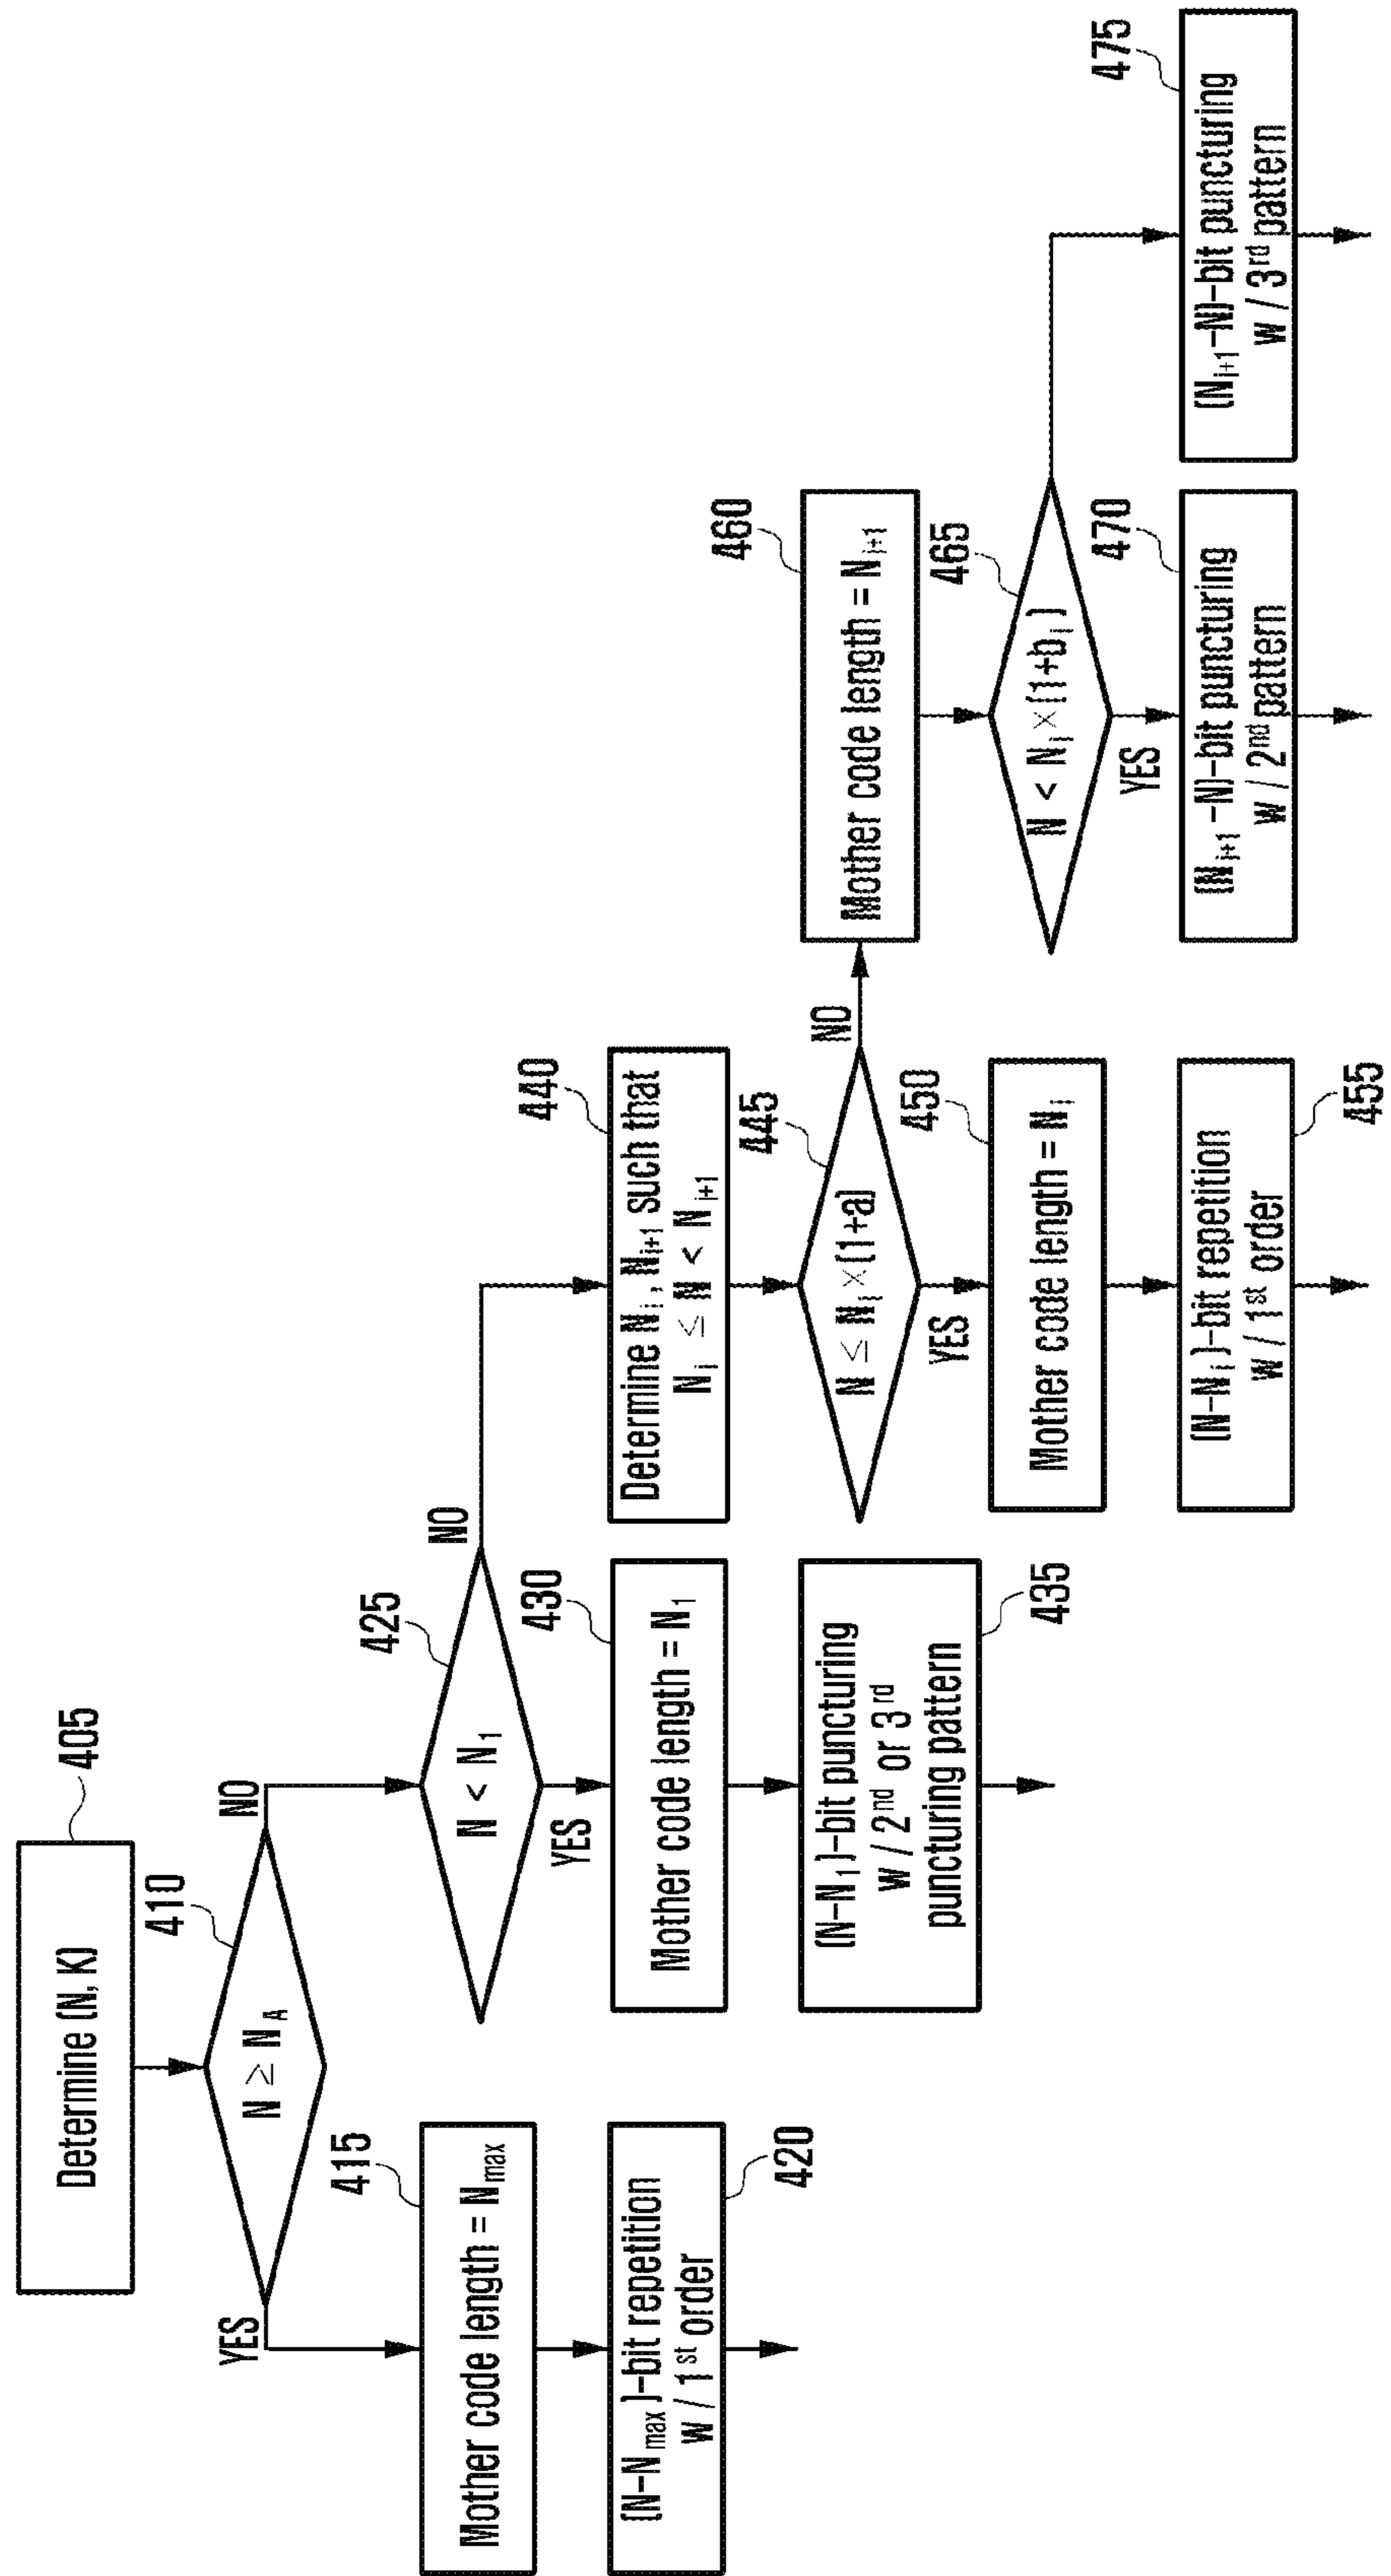 Determine (N, K)
405
410
N ≥ N_A
YES
NO
415
Mother code length = N_max
(N−N_max)−bit repetition
w / 1st order
420
425
N < N_1
YES
NO
430
Mother code length = N_1
(N−N_1)−bit puncturing
w / 2nd or 3rd
puncturing pattern
435
440
Determine N_i, N_i+1 such that
N_i ≤ N < N_i+1
445
N ≤ N_i × (1+a)
YES
NO
450
Mother code length = N_i
(N−N_i)−bit repetition
w / 1st order
455
460
Mother code length = N_i+1
465
N < N_i × (1+b_i)
YES
470
(N_i+1 −N)−bit puncturing
w / 2nd pattern
475
(N_i+1−N)−bit puncturing
w / 3rd pattern